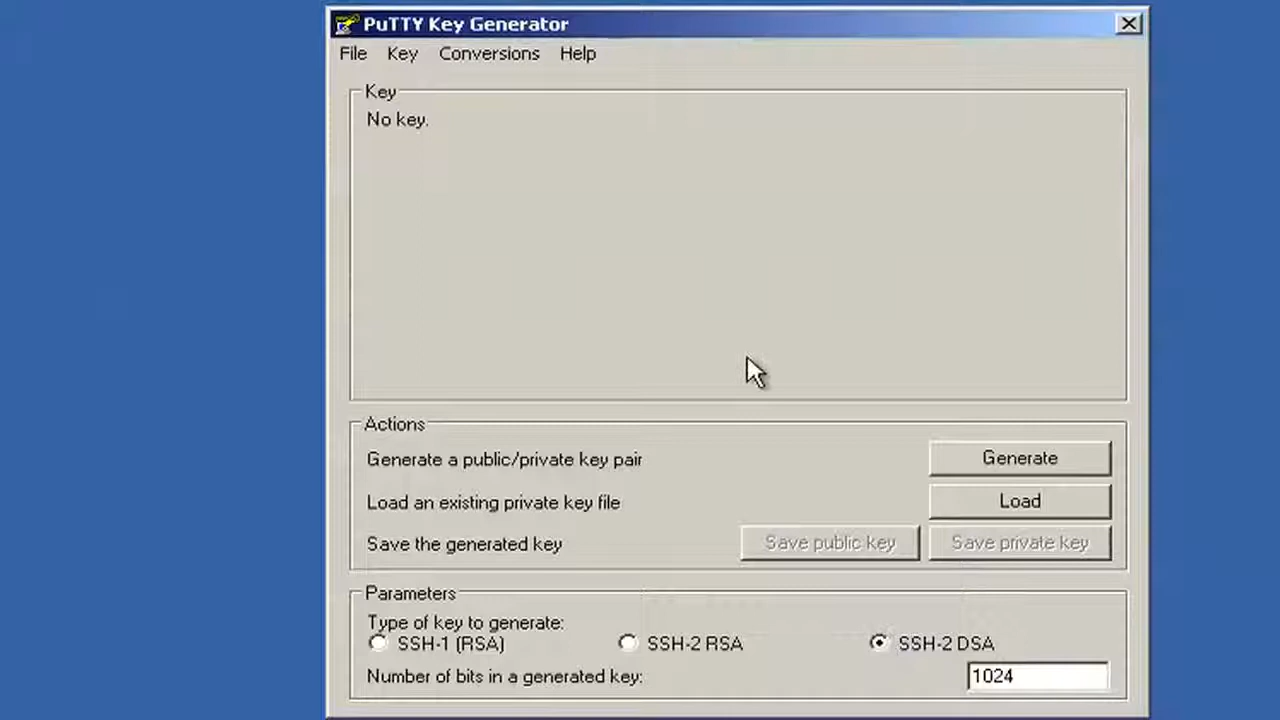 PuTTY Key Generator
File Key Conversions Help
Key
No key.
Actions
Generate a public/private key pair Generate
Load an existing private key file Load
Save the generated key Save public key Save private key
Parameters
Type of key to generate:
SSH-1 (RSA) SSH-2 RSA SSH-2 DSA
Number of bits in a generated key: 1024